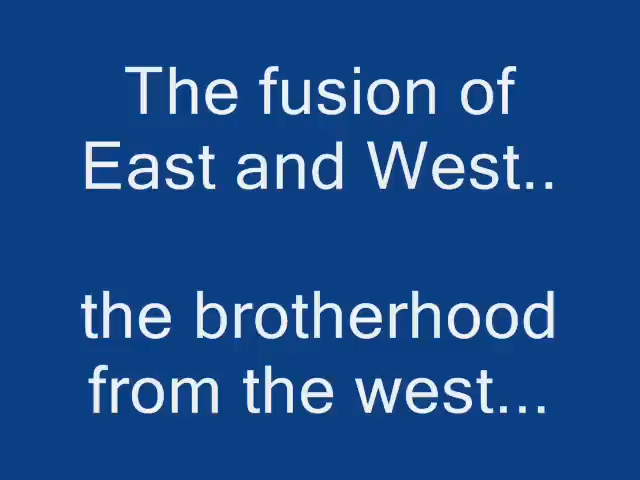 The fusion of
East and West..
the brotherhood
from the west...